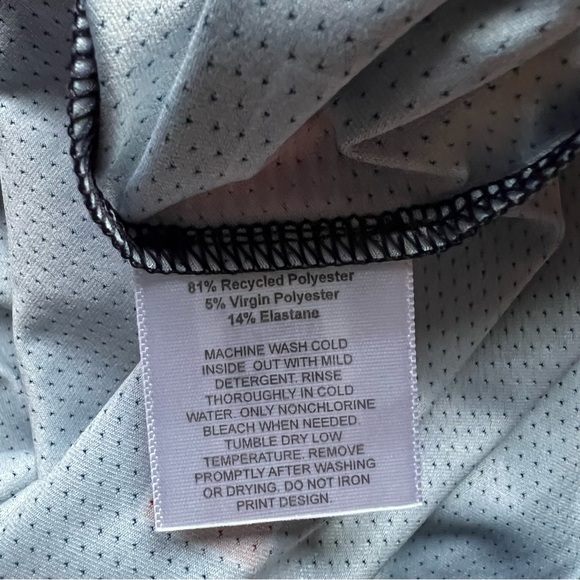 81% Recycled Polyester
5% Virgin Polyester
14% Elastane
MACHINE WASH COLD
INSIDE OUT WITH MILD
DETERGENT. RINSE
THOROUGHLY IN COLD
WATER. ONLY NONCHLORINE
BLEACH WHEN NEEDED.
TUMBLE DRY LOW
TEMPERATURE. REMOVE
PROMPTLY AFTER WASHING
OR DRYING. DO NOT IRON
PRINT DESIGN.